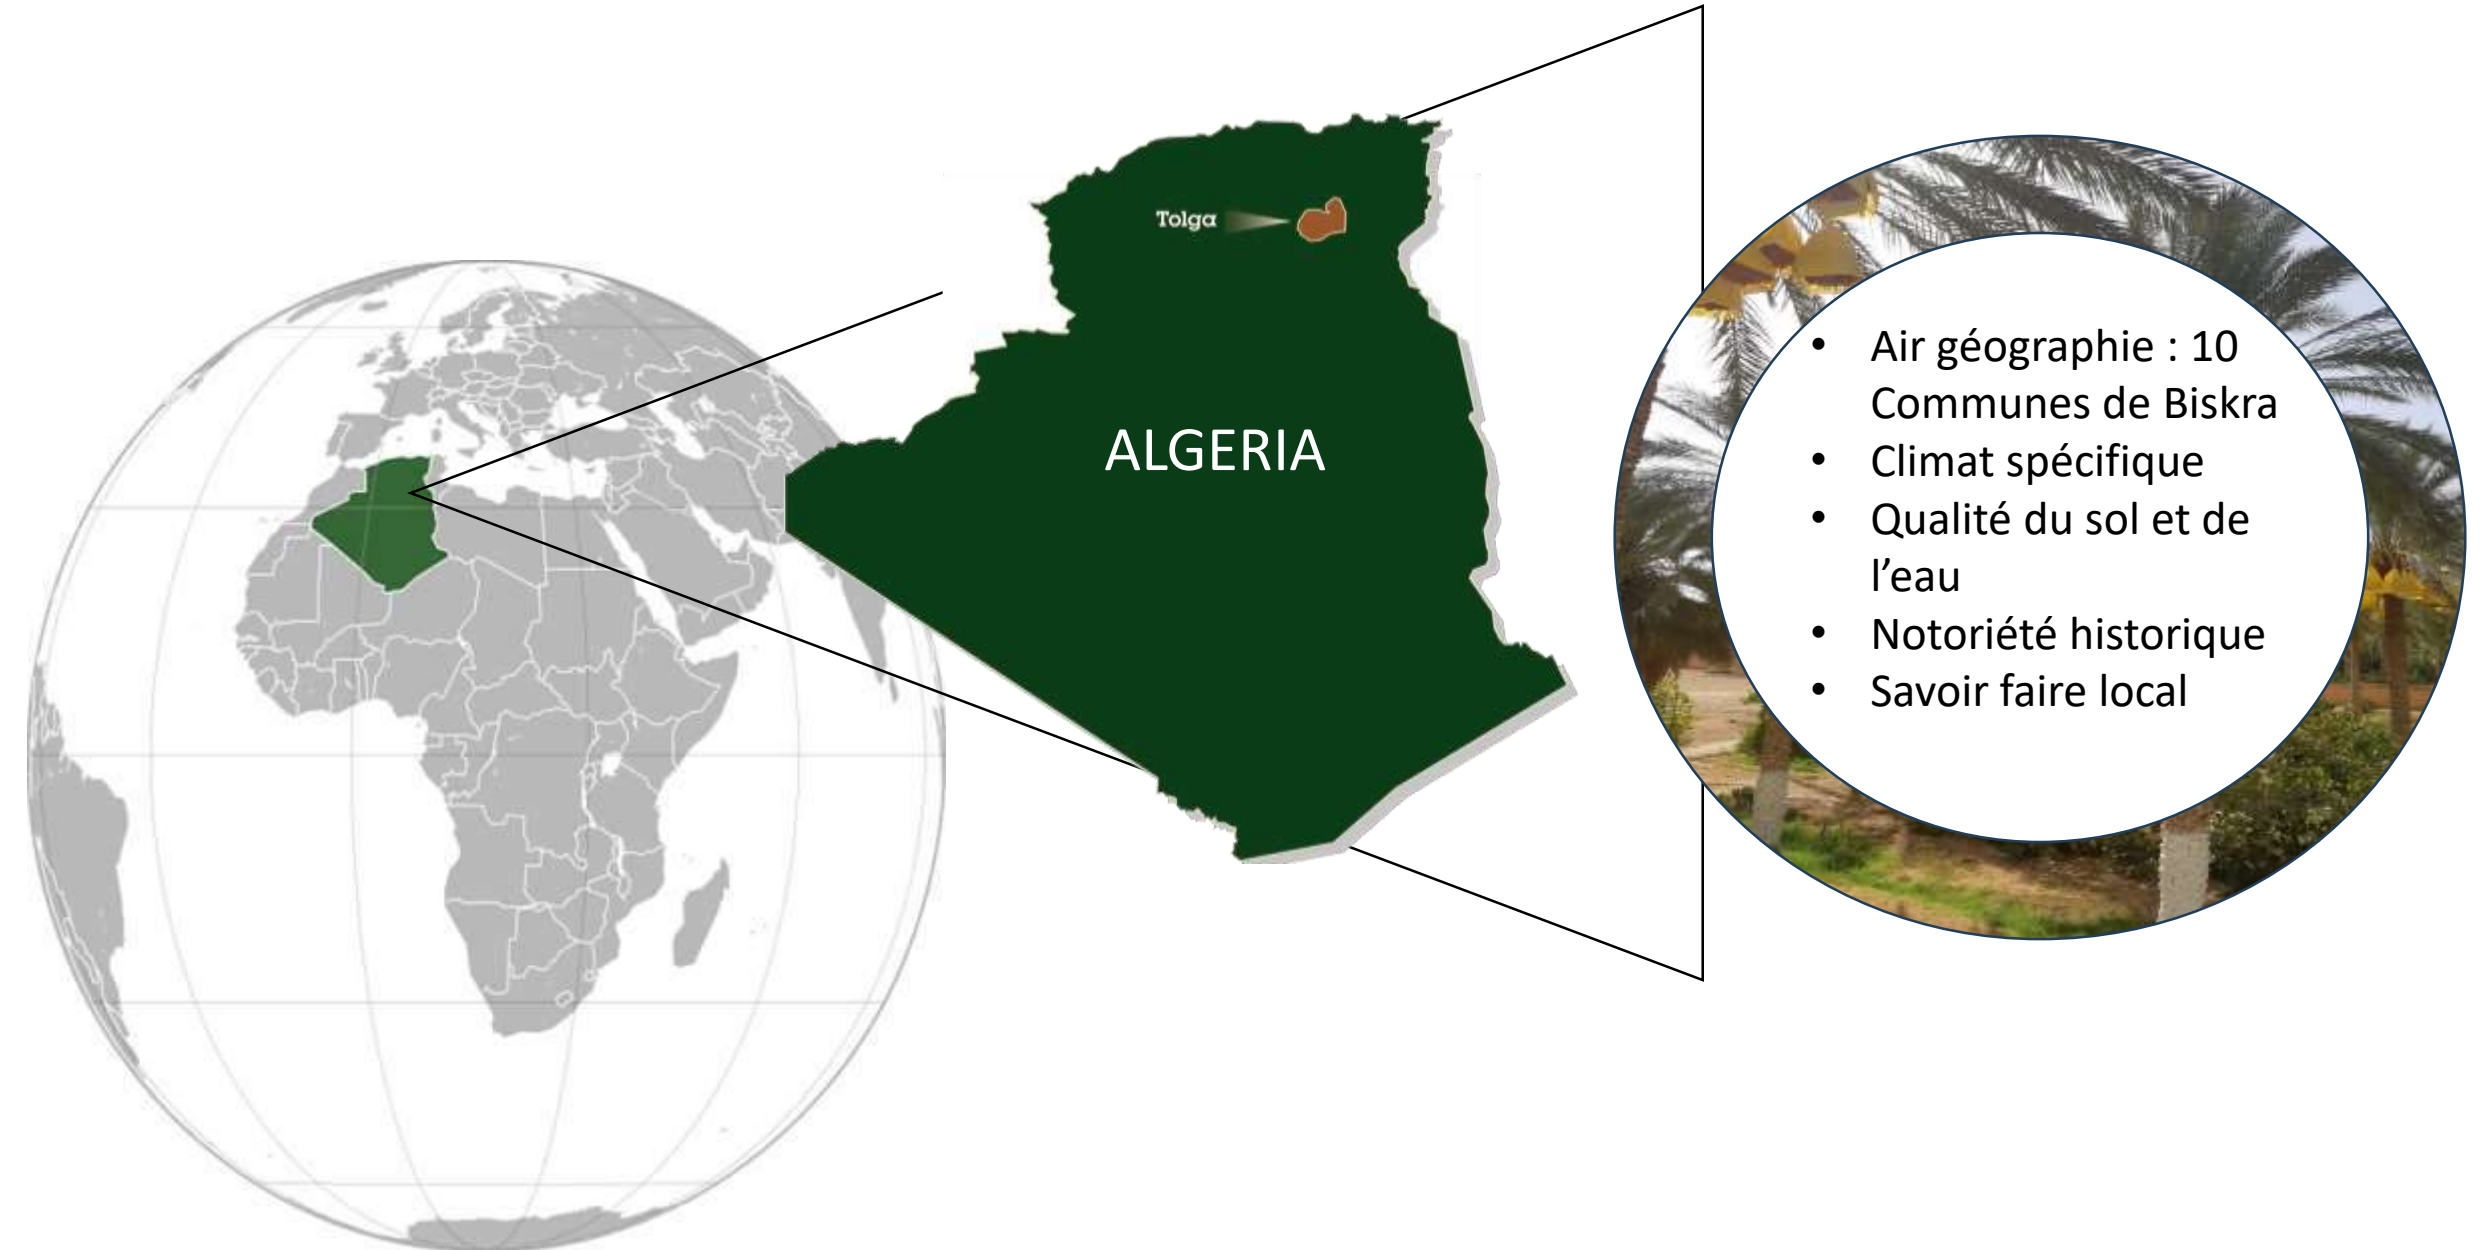 Tolga
ALGERIA
• Air géographie : 10
Communes de Biskra
• Climat spécifique
• Qualité du sol et de
l’eau
• Notoriété historique
• Savoir faire local